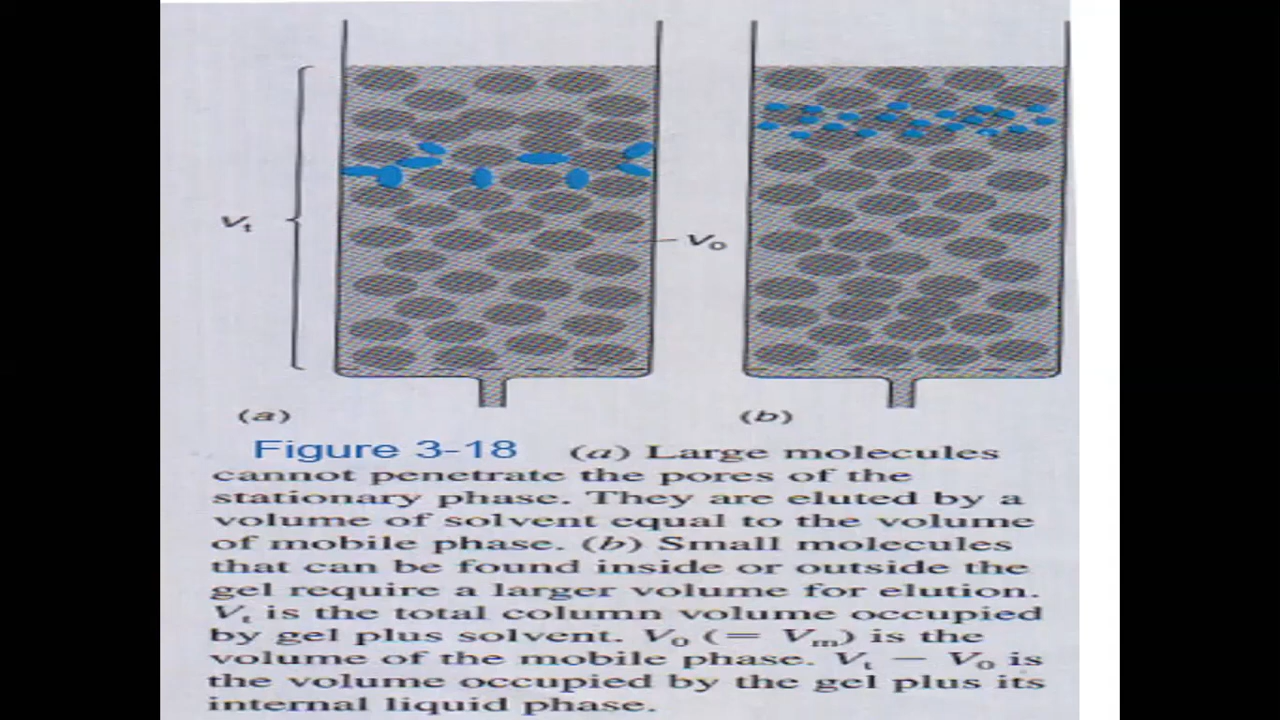 Vt
V0
(a)
(b)
Figure 3-18 (a) Large molecules
cannot penetrate the pores of the
stationary phase. They are eluted by a
volume of solvent equal to the volume
of mobile phase. (b) Small molecules
that can be found inside or outside the
gel require a larger volume for elution.
Vt is the total column volume occupied
by gel plus solvent. V0 (= Vm) is the
volume of the mobile phase. Vt − V0 is
the volume occupied by the gel plus its
internal liquid phase.